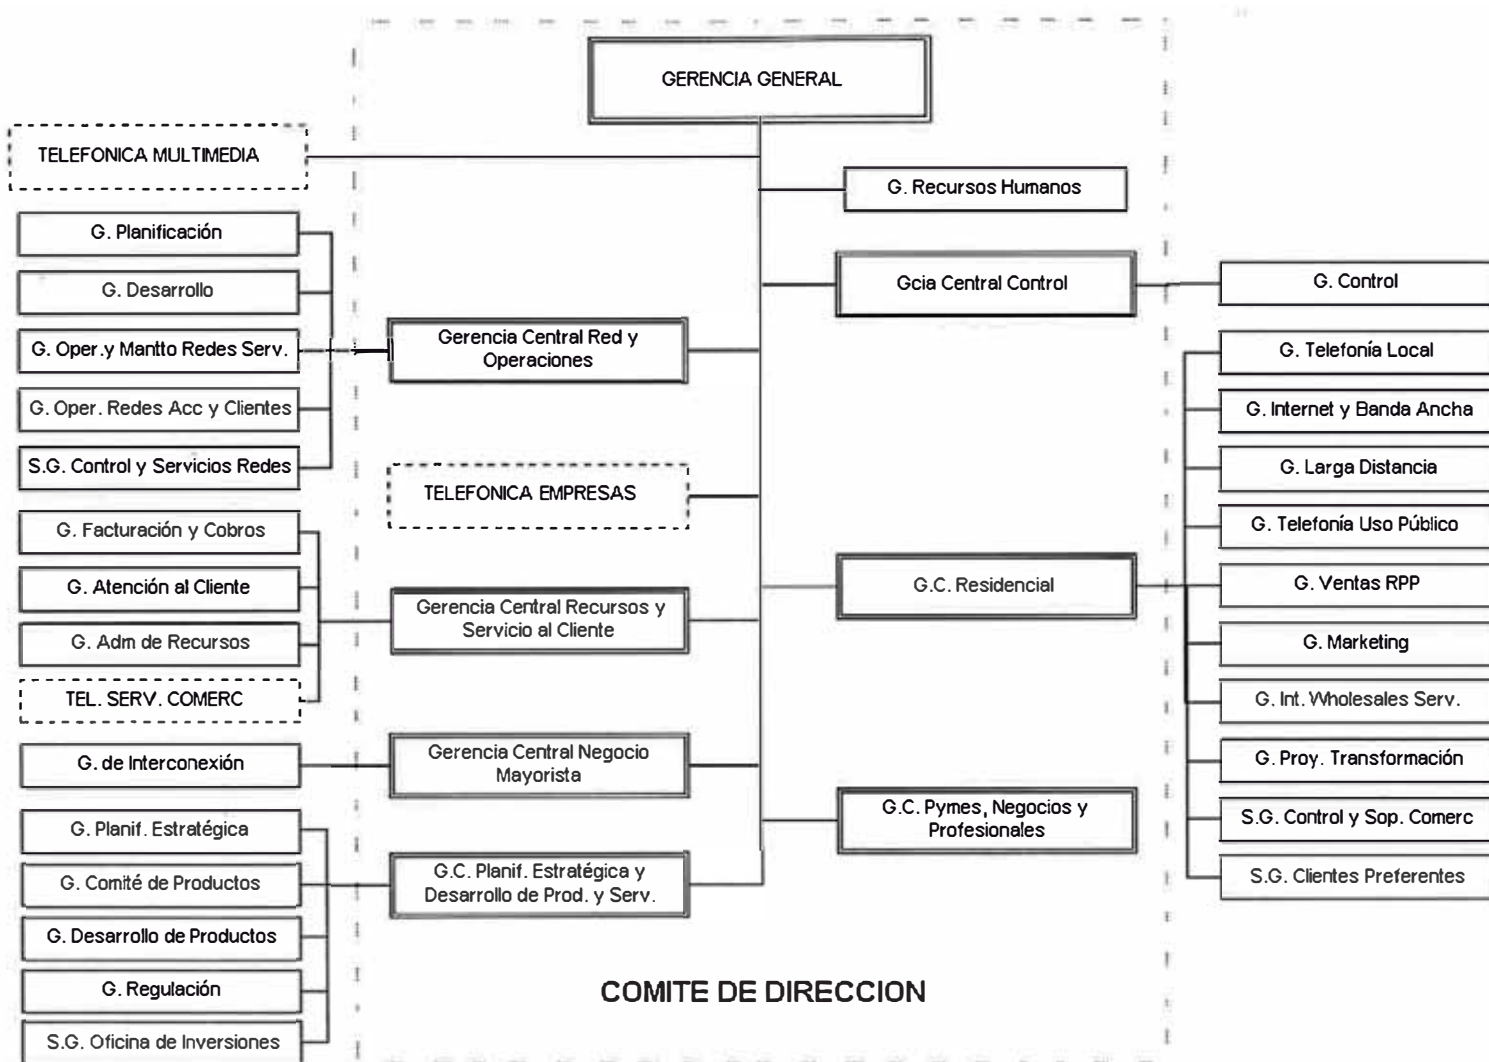 GERENCIA GENERAL
TELEFONICA MULTIMEDIA
G. Recursos Humanos
G. Planificación
G. Desarrollo
G. Oper.y Mantto Redes Serv.
G. Oper. Redes Acc y Clientes
S.G. Control y Servicios Redes
Gerencia Central Red y
Operaciones
Gcia Central Control
G. Control
TELEFONICA EMPRESAS
G. Facturación y Cobros
G. Atención al Cliente
G. Adm de Recursos
TEL. SERV. COMERC
Gerencia Central Recursos y
Servicio al Cliente
G.C. Residencial
G. Telefonía Local
G. Internet y Banda Ancha
G. Larga Distancia
G. Telefonía Uso Público
G. Ventas RPP
G. Marketing
G. Int. Wholesales Serv.
G. Proy. Transformación
S.G. Control y Sop. Comerc
S.G. Clientes Preferentes
G. de Interconexión
Gerencia Central Negocio
Mayorista
G.C. Pymes, Negocios y
Profesionales
G. Planif. Estratégica
G. Comité de Productos
G. Desarrollo de Productos
G. Regulación
S.G. Oficina de Inversiones
G.C. Planif. Estratégica y
Desarrollo de Prod. y Serv.
COMITE DE DIRECCION